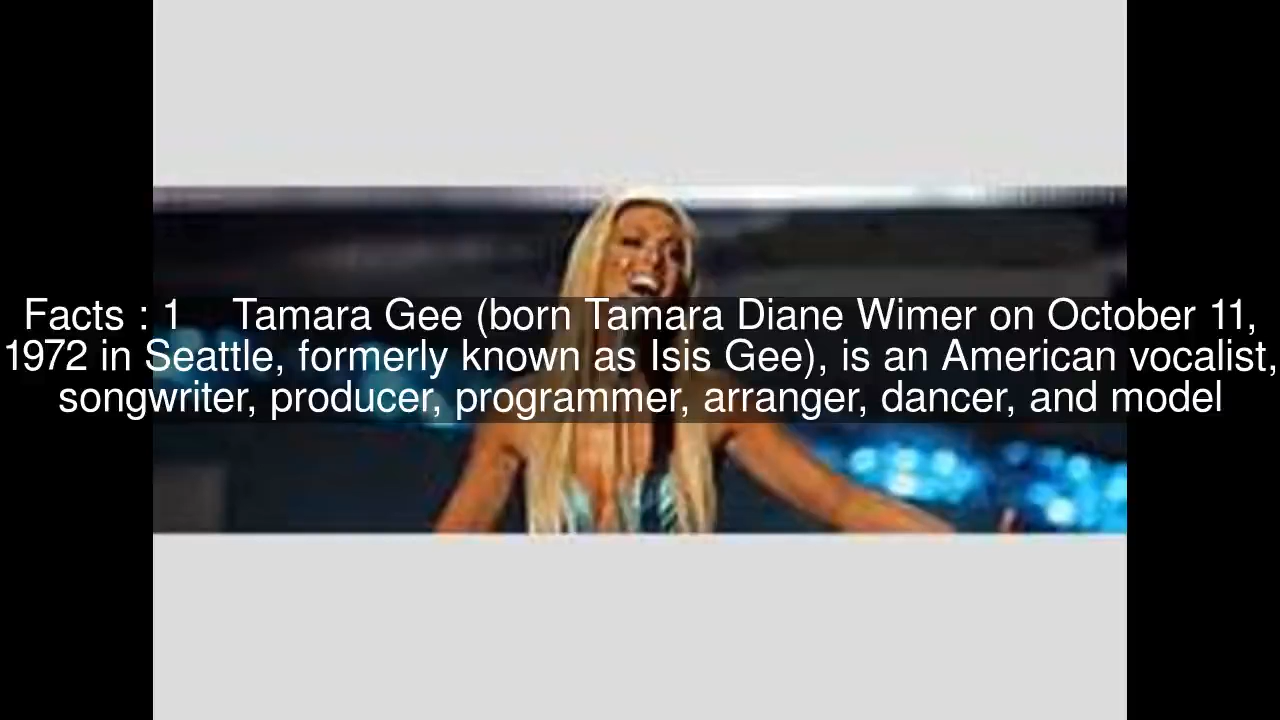 Facts : 1 Tamara Gee (born Tamara Diane Wimer on October 11,
1972 in Seattle, formerly known as Isis Gee), is an American vocalist,
songwriter, producer, programmer, arranger, dancer, and model